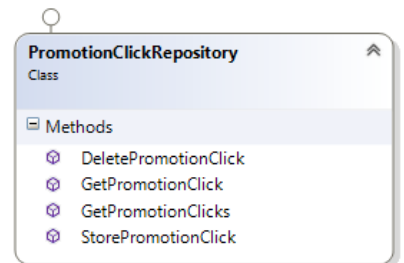 PromotionClickRepository
Class
Methods
DeletePromotionClick
GetPromotionClick
GetPromotionClicks
StorePromotionClick